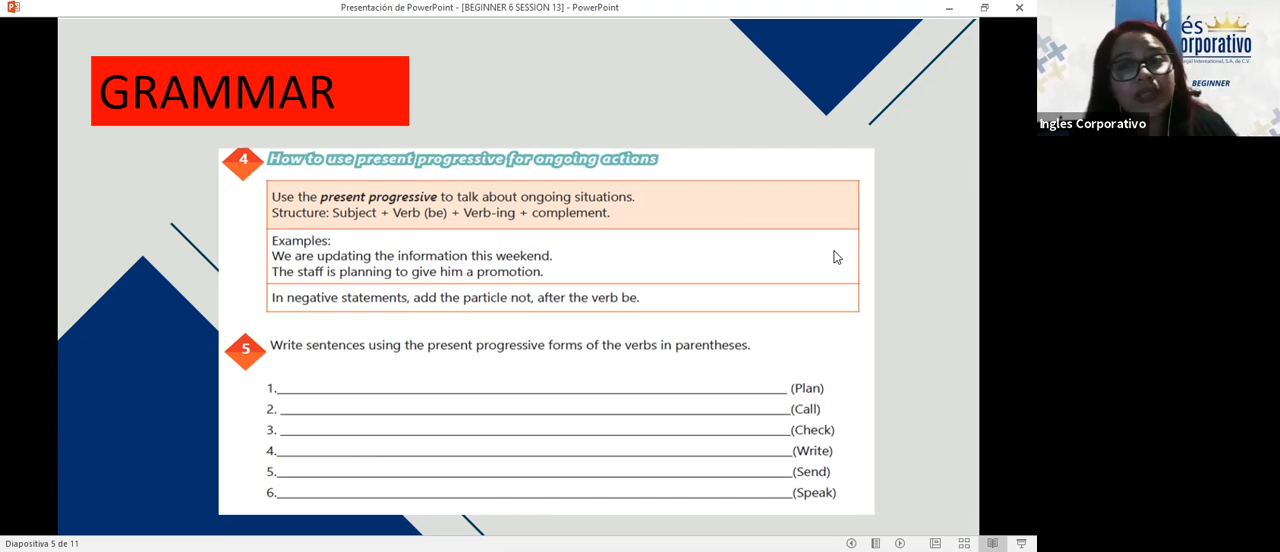 Presentación de PowerPoint - [BEGINNER 6 SESSION 13] - PowerPoint
GRAMMAR
4 How to use present progressive for ongoing actions
Use the present progressive to talk about ongoing situations.
Structure: Subject + Verb (be) + Verb-ing + complement.
Examples:
We are updating the information this weekend.
The staff is planning to give him a promotion.
In negative statements, add the particle not, after the verb be.
5 Write sentences using the present progressive forms of the verbs in parentheses.
1. (Plan)
2. (Call)
3. (Check)
4. (Write)
5. (Send)
6. (Speak)
Diapositiva 5 de 11
és
orporativo
International, S.A. de C.V.
BEGINNER
Ingles Corporativo